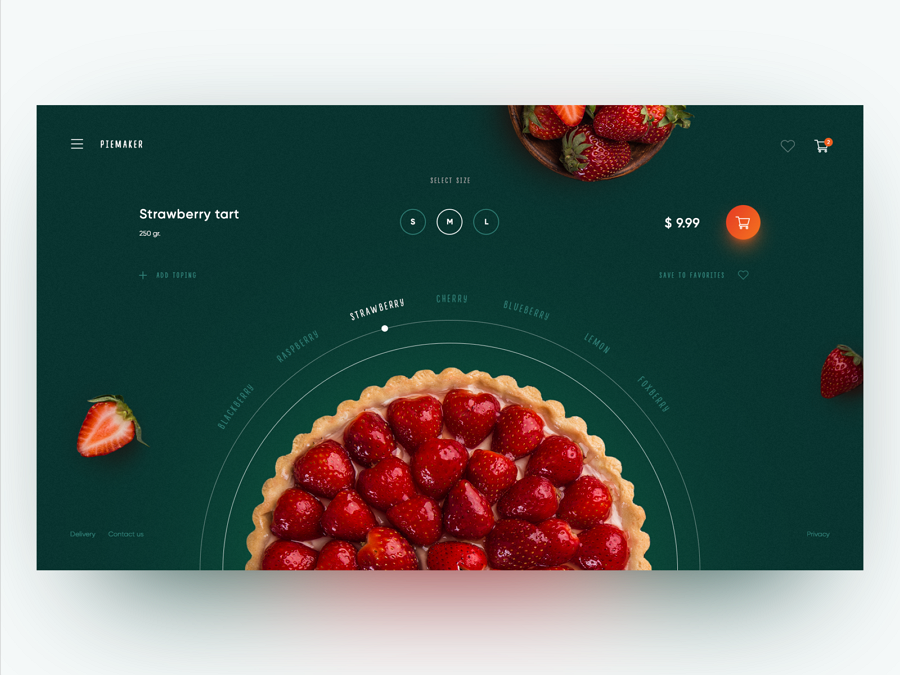 PIEMAKER
7
SELECT SIZE
Strawberry tart
250 gr.
S M L
$ 9.99
ADD TOPING
SAVE TO FAVORITES
BLACKBERRY
RASPBERRY
STRAWBERRY
CHERRY
BLUEBERRY
LEMON
FOXBERRY
Delivery Contact us
Privacy